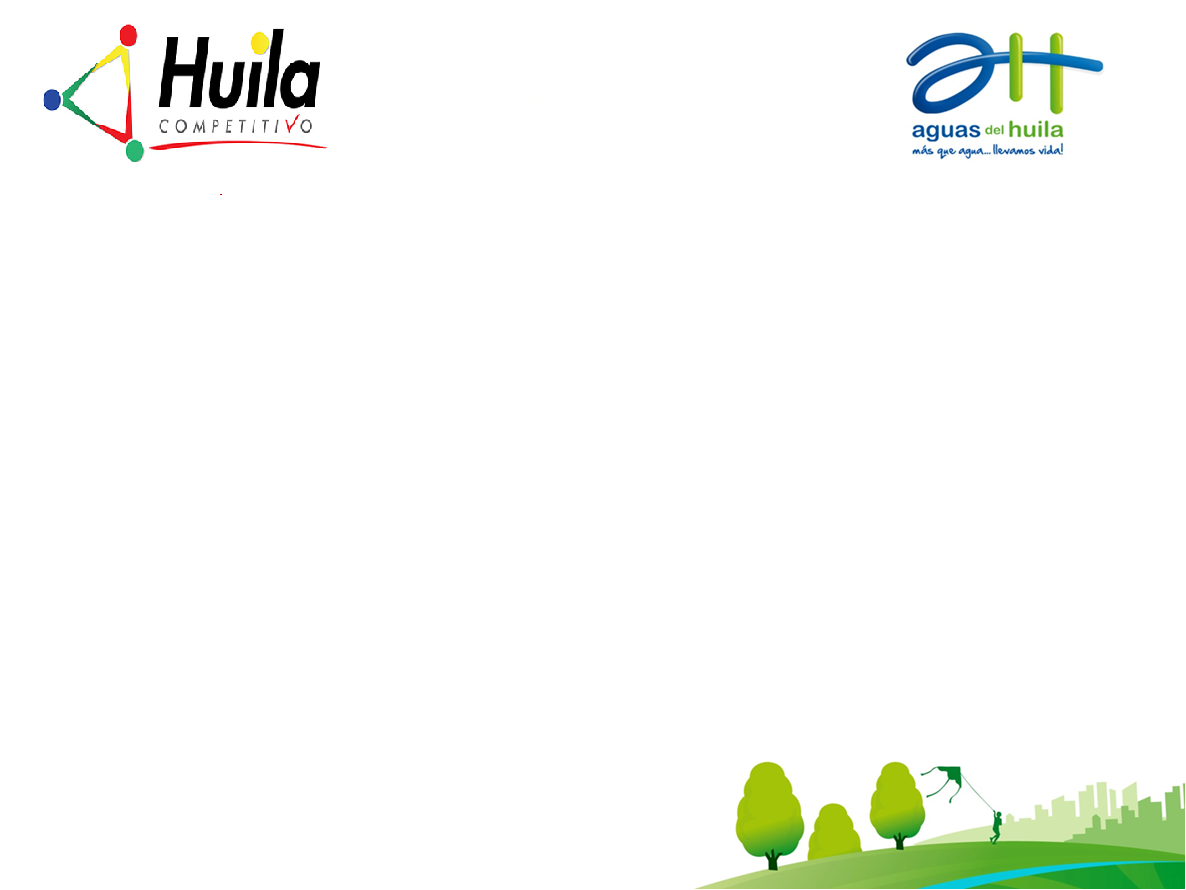 Huila
COMPETITIVO
aguas del huila
más que agua... llevamos vida!